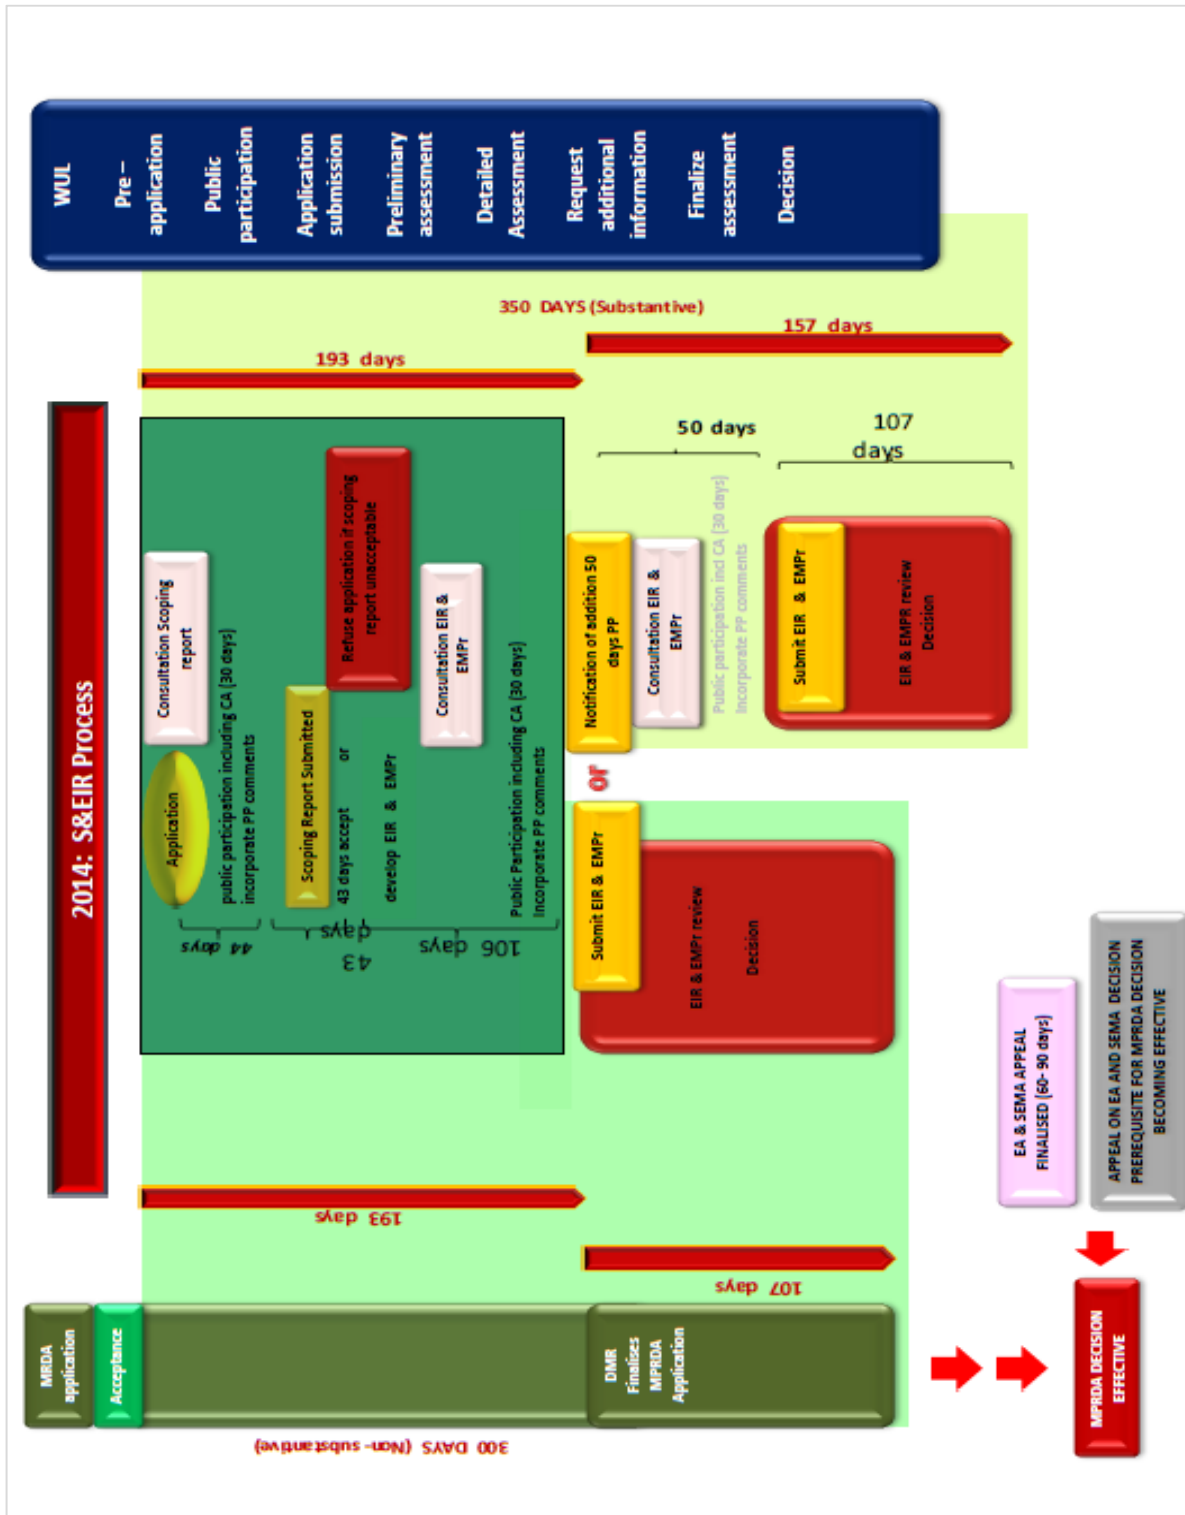 2014: S&EIR Process
MRDA
application
Acceptance
300 DAYS (Non-substantive)
DMR
Finalises
MPRDA
Application
193 days
107 days
44 days
43
days
106 days
Application
Consultation Scoping
report
public participation including CA (30 days)
incorporate PP comments
Scoping Report Submitted
43 days accept or
Refuse application if scoping
report unacceptable
develop EIR & EMPr
Consultation EIR &
EMPr
Public Participation including CA (30 days)
Incorporate PP comments
Submit EIR & EMPr
EIR & EMPr review
Decision
or
Notification of addition 50
days PP
Consultation EIR &
EMPr
Public participation incl CA (30 days)
Incorporate PP comments
Submit EIR & EMPr
EIR & EMPR review
Decision
50 days
107
days
193 days
350 DAYS (Substantive)
157 days
WUL
Pre –
application
Public
participation
Application
submission
Preliminary
assessment
Detailed
Assessment
Request
additional
information
Finalize
assessment
Decision
MPRDA DECISION
EFFECTIVE
EA & SEMA APPEAL
FINALISED (60- 90 days)
APPEAL ON EA AND SEMA DECISION
PREREQUISITE FOR MPRDA DECISION
BECOMING EFFECTIVE